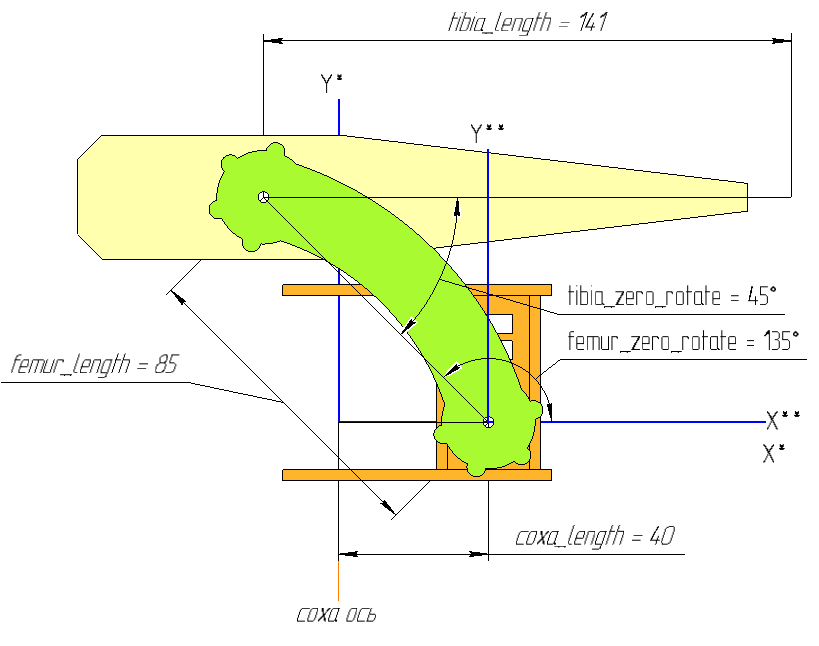 tibia_length = 141
Y*
Y**
tibia_zero_rotate = 45°
femur_zero_rotate = 135°
femur_length = 85
X**
X*
coxa_length = 40
coxa ось